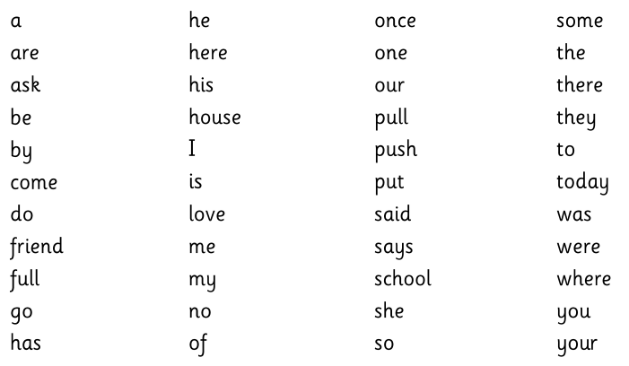 a he once some
are here one the
ask his our there
be house pull they
by I push to
come is put today
do love said was
friend me says were
full my school where
go no she you
has of so your